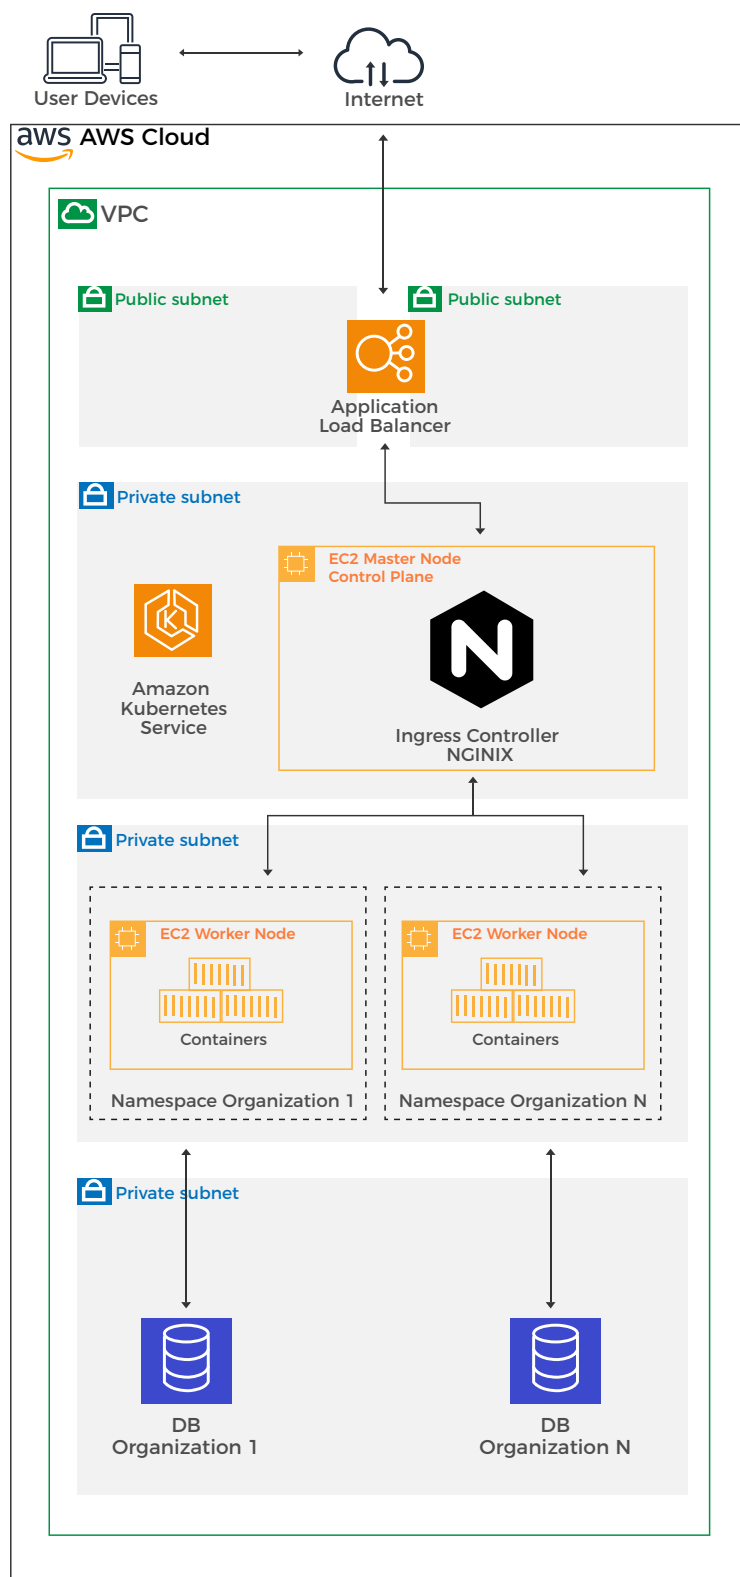 User Devices
Internet
aws AWS Cloud
VPC
Public subnet
Public subnet
Application
Load Balancer
Private subnet
EC2 Master Node
Control Plane
K
Amazon
Kubernetes
Service
N
Ingress Controller
NGINIX
Private subnet
EC2 Worker Node
EC2 Worker Node
Containers
Containers
Namespace Organization 1
Namespace Organization N
Private subnet
DB
Organization 1
DB
Organization N